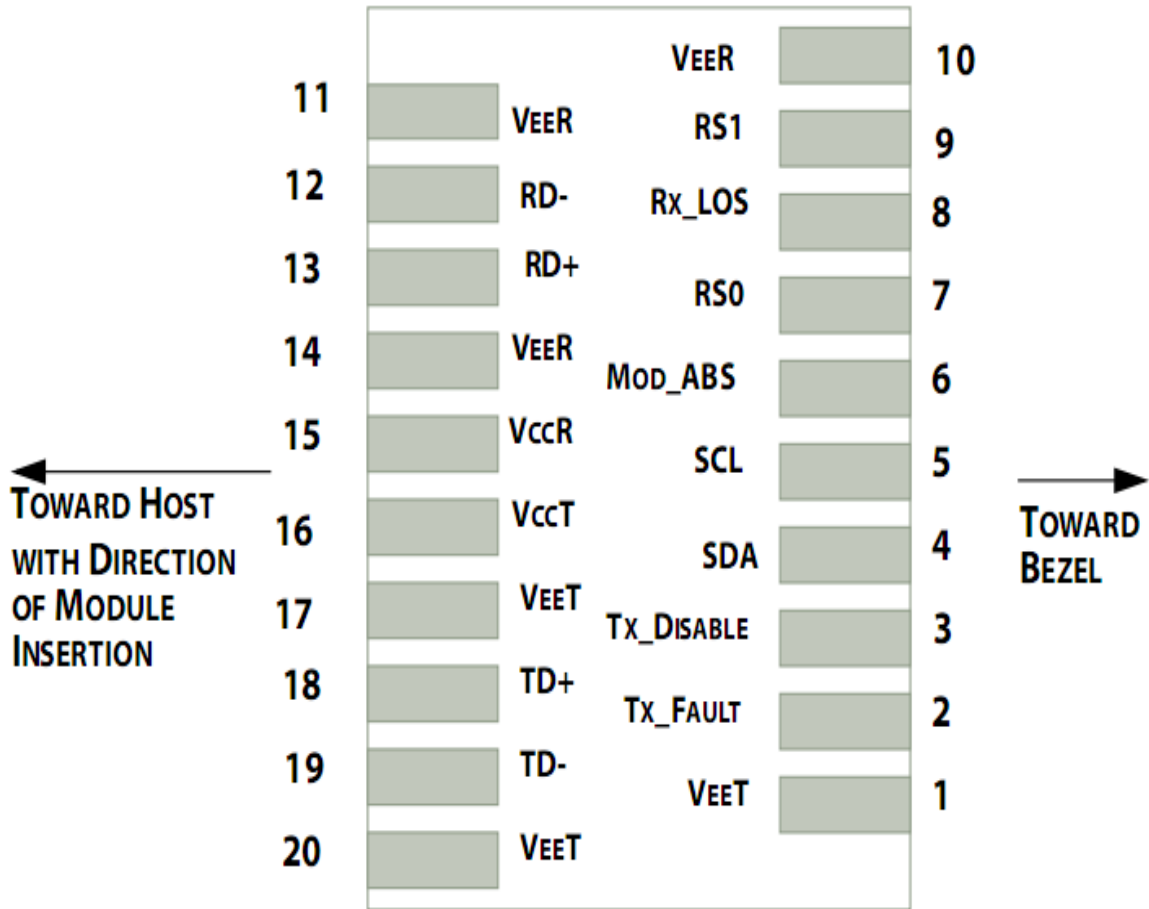 VEER 10
11 VEER
RS1 9
12 RD-
RX_LOS 8
13 RD+
RS0 7
14 VEER
MOD_ABS 6
15 VCCR
SCL 5
TOWARD HOST
WITH DIRECTION
OF MODULE
INSERTION
16 VCCT
TOWARD
BEZEL
SDA 4
17 VEET
TX_DISABLE 3
18 TD+
TX_FAULT 2
19 TD-
VEET 1
20 VEET